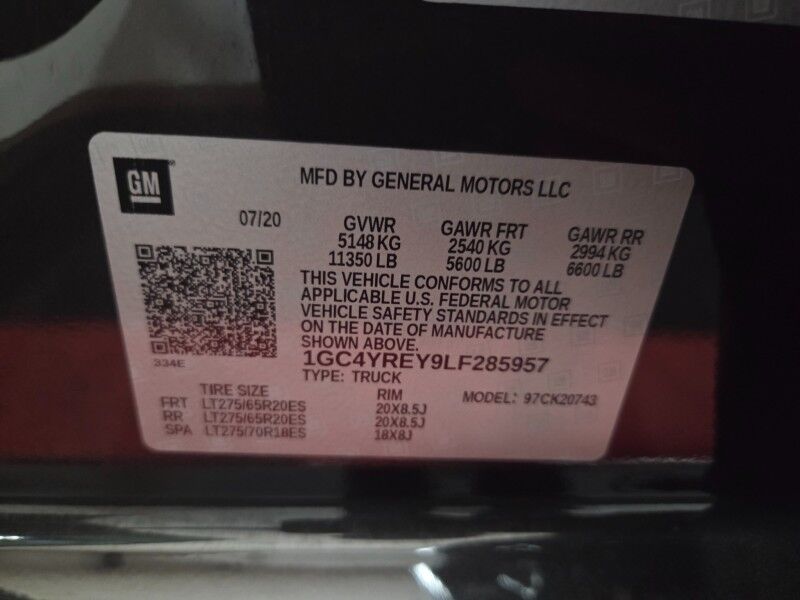 GM
MFD BY GENERAL MOTORS LLC
07/20
GVWR GAWR FRT GAWR RR
5148 KG 2540 KG 2994 KG
11350 LB 5600 LB 6600 LB
THIS VEHICLE CONFORMS TO ALL
APPLICABLE U.S. FEDERAL MOTOR
VEHICLE SAFETY STANDARDS IN EFFECT
ON THE DATE OF MANUFACTURE
SHOWN ABOVE.
1GC4YREY9LF285957
TYPE: TRUCK
334E
TIRE SIZE RIM MODEL: 97CK20743
FRT LT275/65R20ES 20X8.5J
RR LT275/65R20ES 20X8.5J
SPA LT275/70R18ES 18X8J